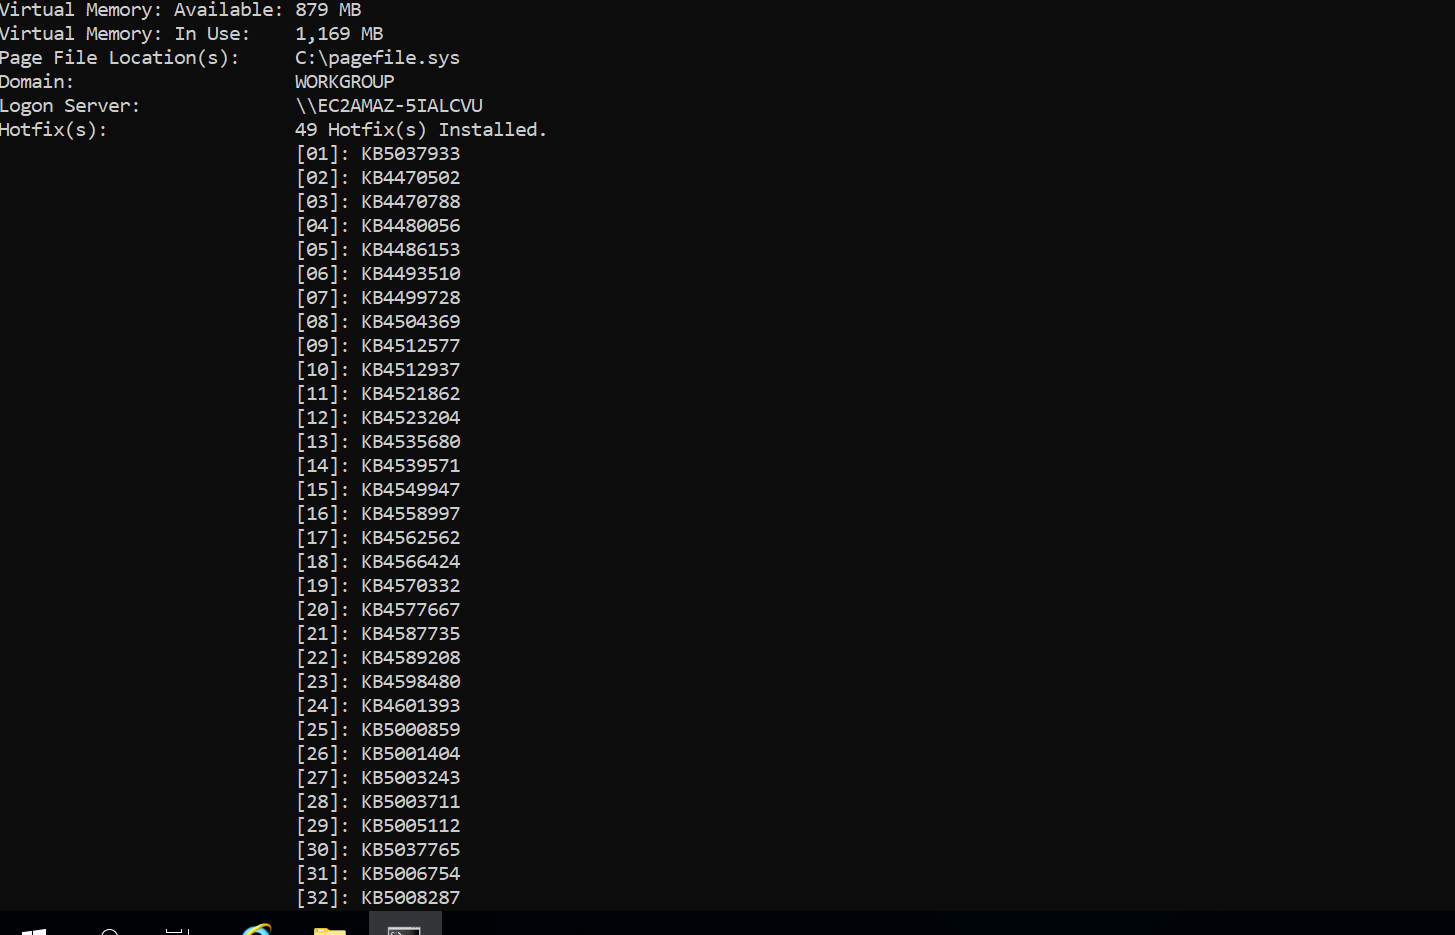 Virtual Memory: Available: 879 MB
Virtual Memory: In Use:    1,169 MB
Page File Location(s):     C:\pagefile.sys
Domain:                    WORKGROUP
Logon Server:              \\EC2AMAZ-5IALCVU
Hotfix(s):                 49 Hotfix(s) Installed.
[01]: KB5037933
[02]: KB4470502
[03]: KB4470788
[04]: KB4480056
[05]: KB4486153
[06]: KB4493510
[07]: KB4499728
[08]: KB4504369
[09]: KB4512577
[10]: KB4512937
[11]: KB4521862
[12]: KB4523204
[13]: KB4535680
[14]: KB4539571
[15]: KB4549947
[16]: KB4558997
[17]: KB4562562
[18]: KB4566424
[19]: KB4570332
[20]: KB4577667
[21]: KB4587735
[22]: KB4589208
[23]: KB4598480
[24]: KB4601393
[25]: KB5000859
[26]: KB5001404
[27]: KB5003243
[28]: KB5003711
[29]: KB5005112
[30]: KB5037765
[31]: KB5006754
[32]: KB5008287